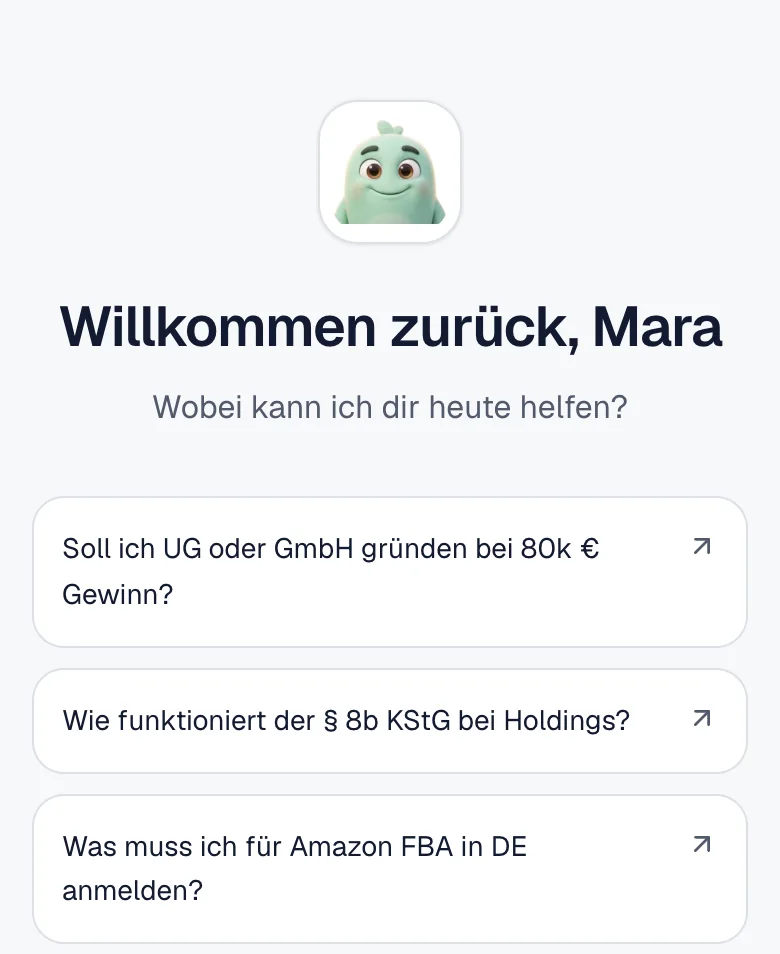 Willkommen zurück, Mara
Wobei kann ich dir heute helfen?
Soll ich UG oder GmbH gründen bei 80k €
Gewinn?
Wie funktioniert der § 8b KStG bei Holdings?
Was muss ich für Amazon FBA in DE
anmelden?